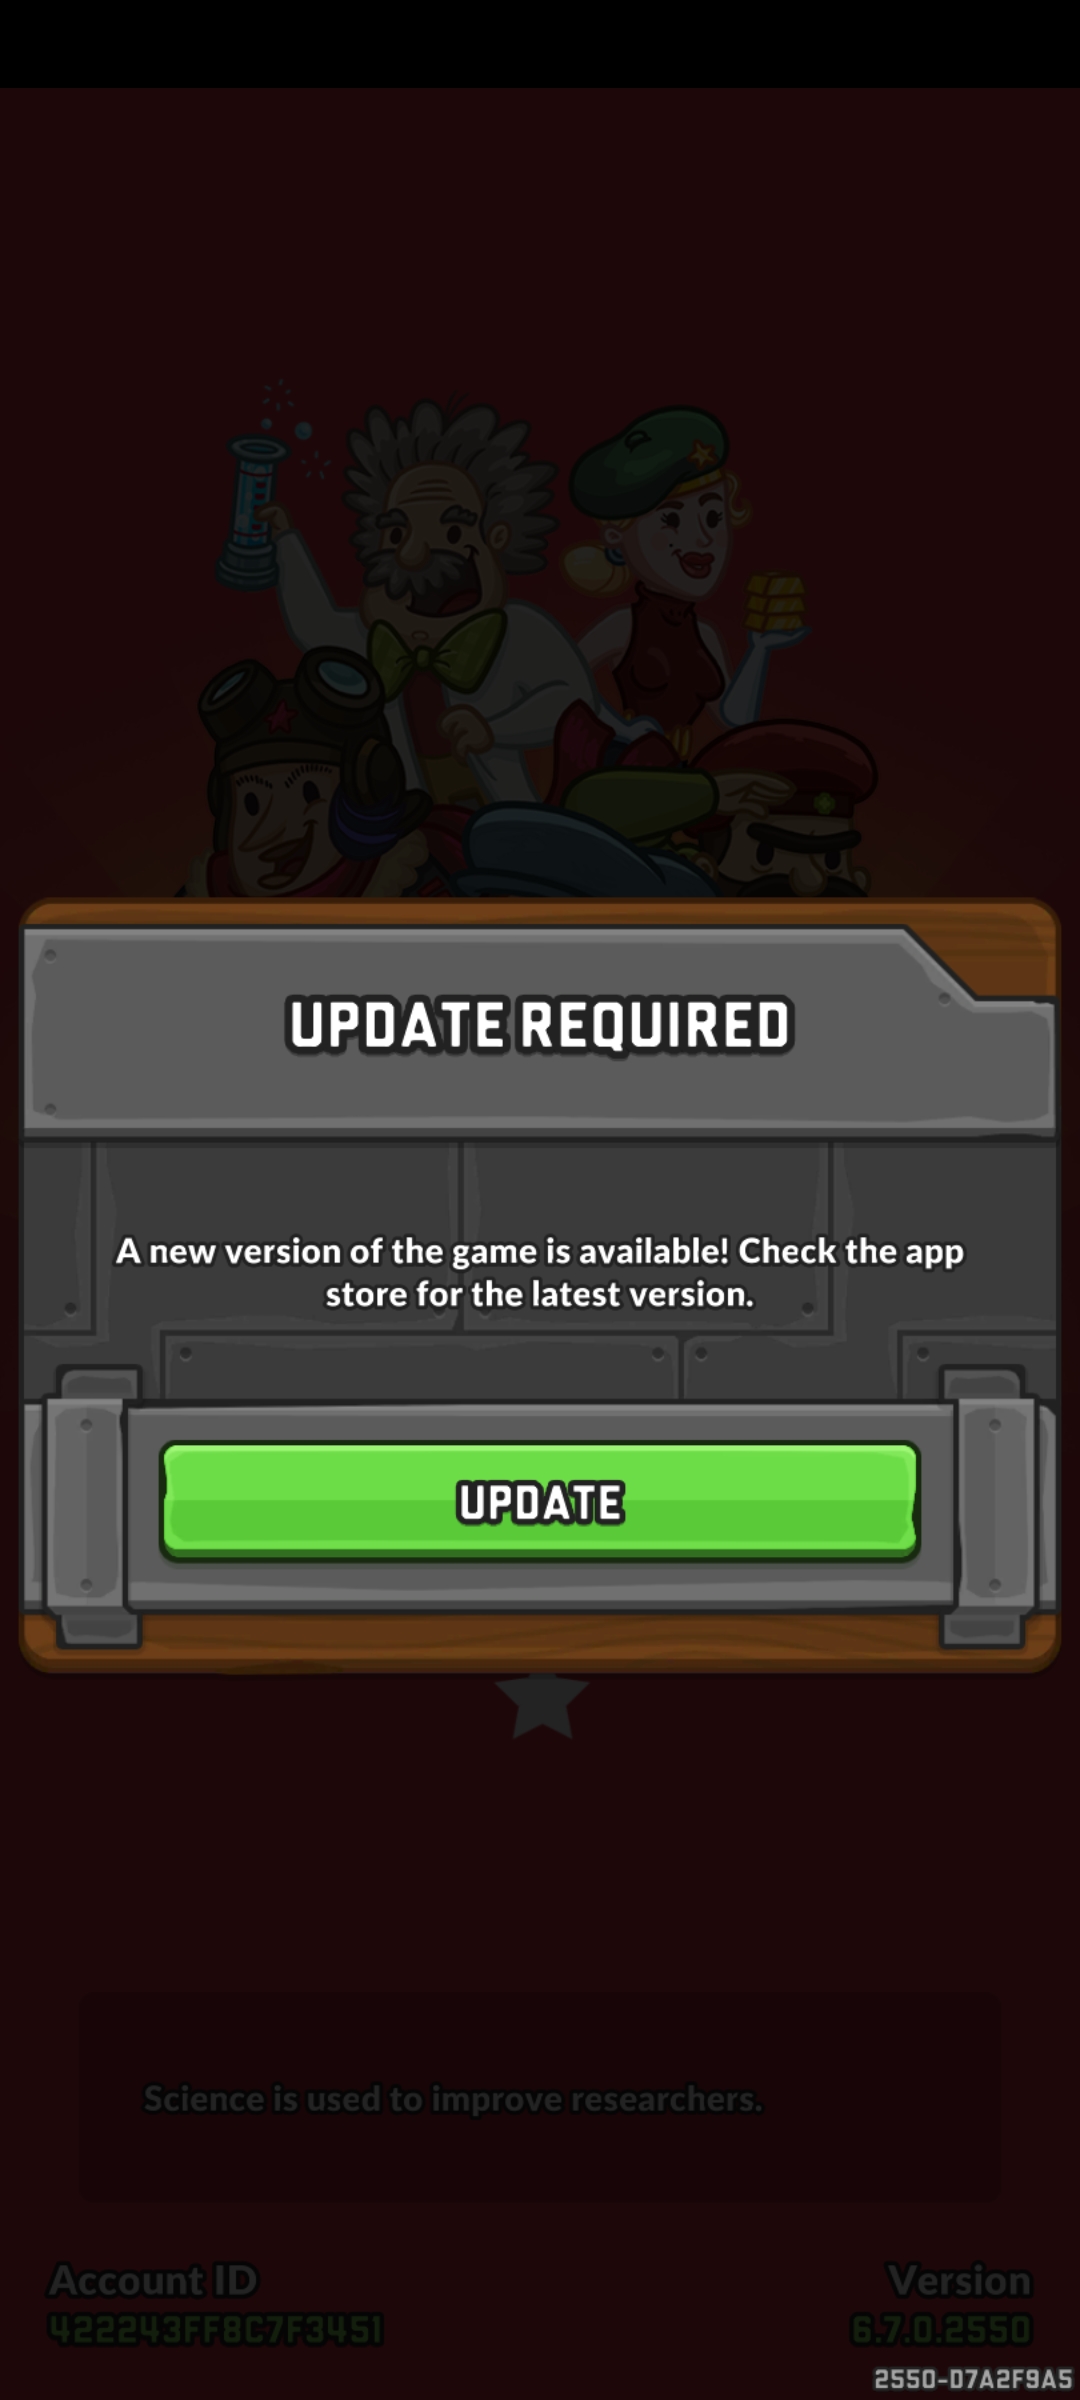 UPDATE REQUIRED
A new version of the game is available! Check the app
store for the latest version.
UPDATE
Science is used to improve researchers.
Account ID
Version
422243FF8C7F3451
6.7.0.2550
2550-D7A2F9A5